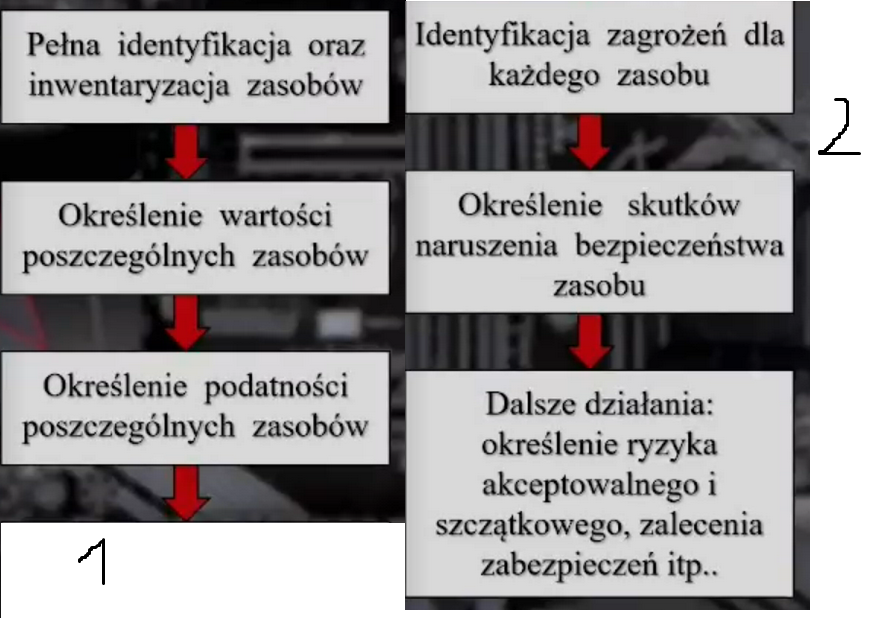 Pełna identyfikacja oraz
inwentaryzacja zasobów
Określenie wartości
poszczególnych zasobów
Określenie podatności
poszczególnych zasobów
1
Identyfikacja zagrożeń dla
każdego zasobu
Określenie skutków
naruszenia bezpieczeństwa
zasobu
Dalsze działania:
określenie ryzyka
akceptowalnego i
szczątkowego, zalecenia
zabezpieczeń itp..
2